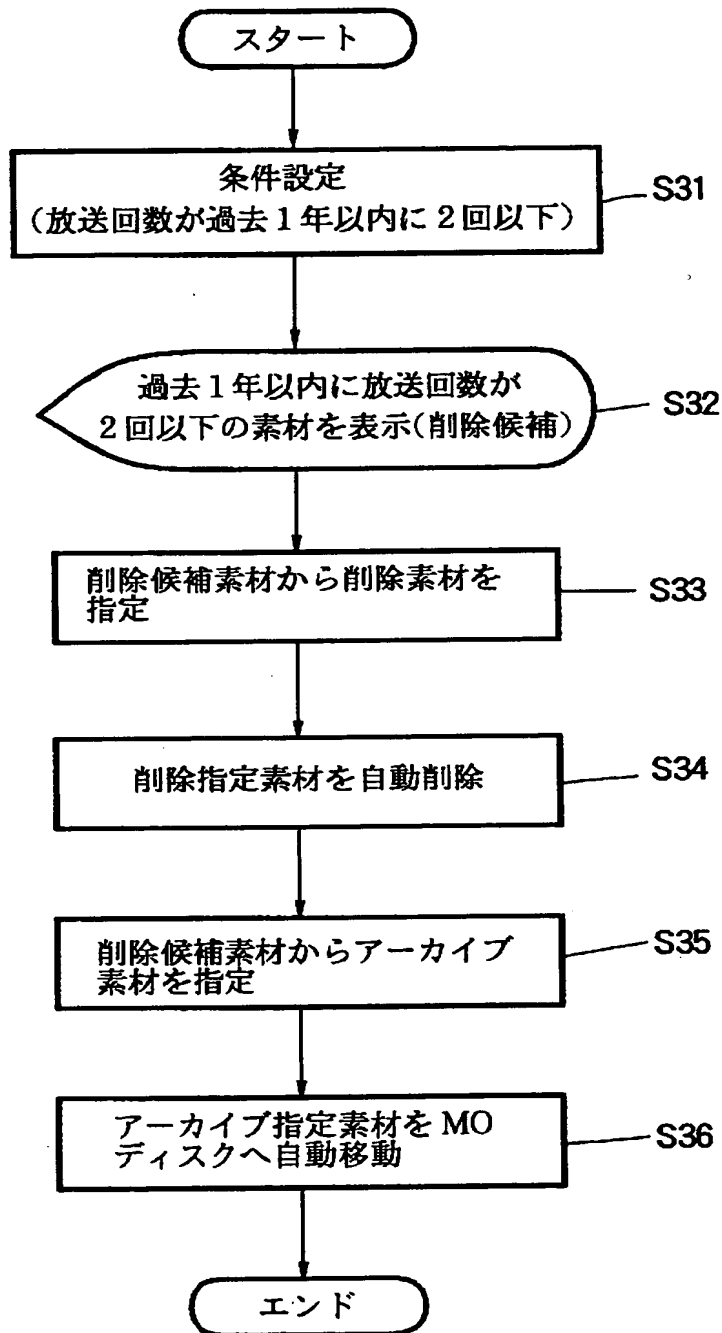 スタート
条件設定
(放送回数が過去1年以内に2回以下)
S31
過去1年以内に放送回数が
2回以下の素材を表示(削除候補)
S32
削除候補素材から削除素材を
指定
S33
削除指定素材を自動削除
S34
削除候補素材からアーカイブ
素材を指定
S35
アーカイブ指定素材を MO
ディスクへ自動移動
S36
エンド